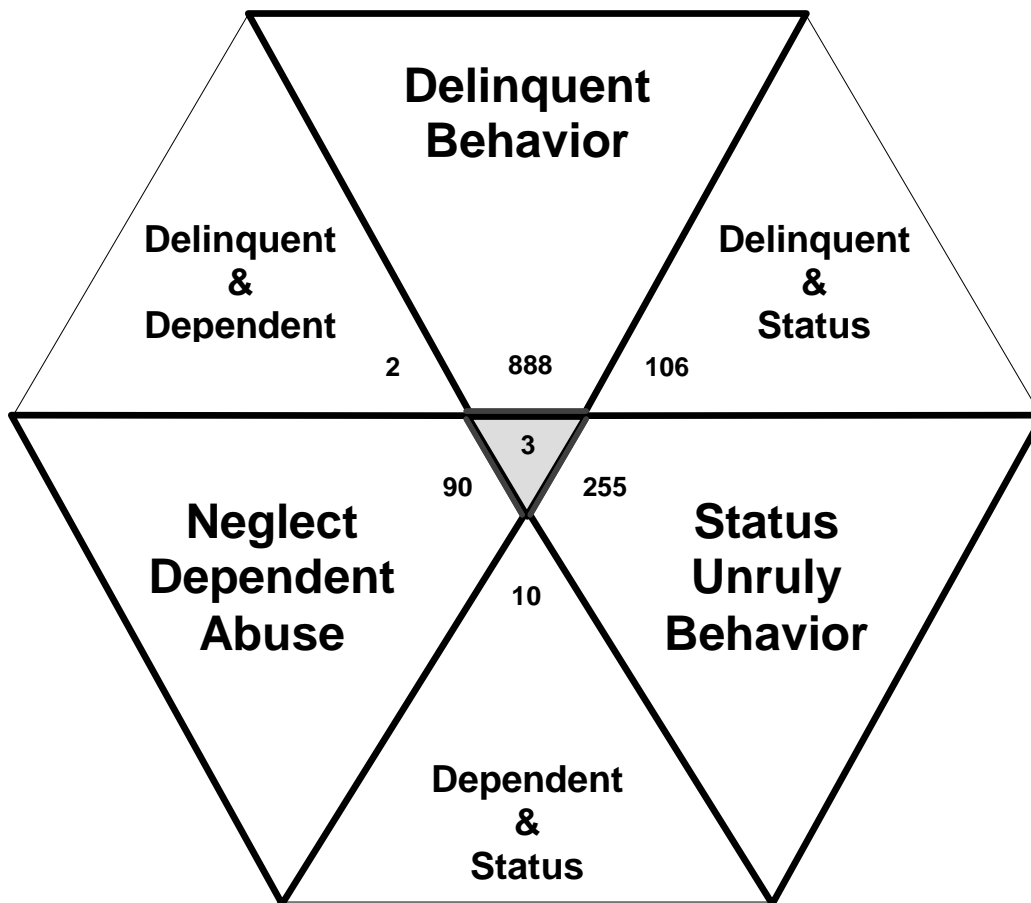 Delinquent
Behavior
Delinquent
&
Dependent
Delinquent
&
Status
2
888
106
3
90
255
Neglect
Dependent
Abuse
Status
Unruly
Behavior
10
Dependent
&
Status